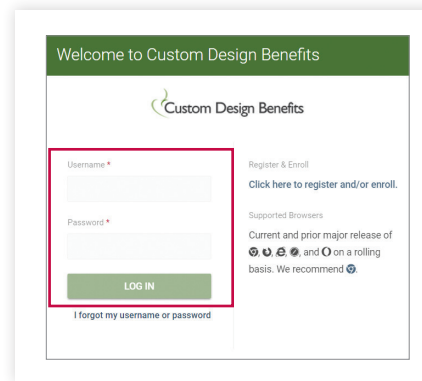 Welcome to Custom Design Benefits
Custom Design Benefits
Username *
Password *
LOG IN
I forgot my username or password
Register & Enroll
Click here to register and/or enroll.
Supported Browsers
Current and prior major release of
, , , , and on a rolling
basis. We recommend .